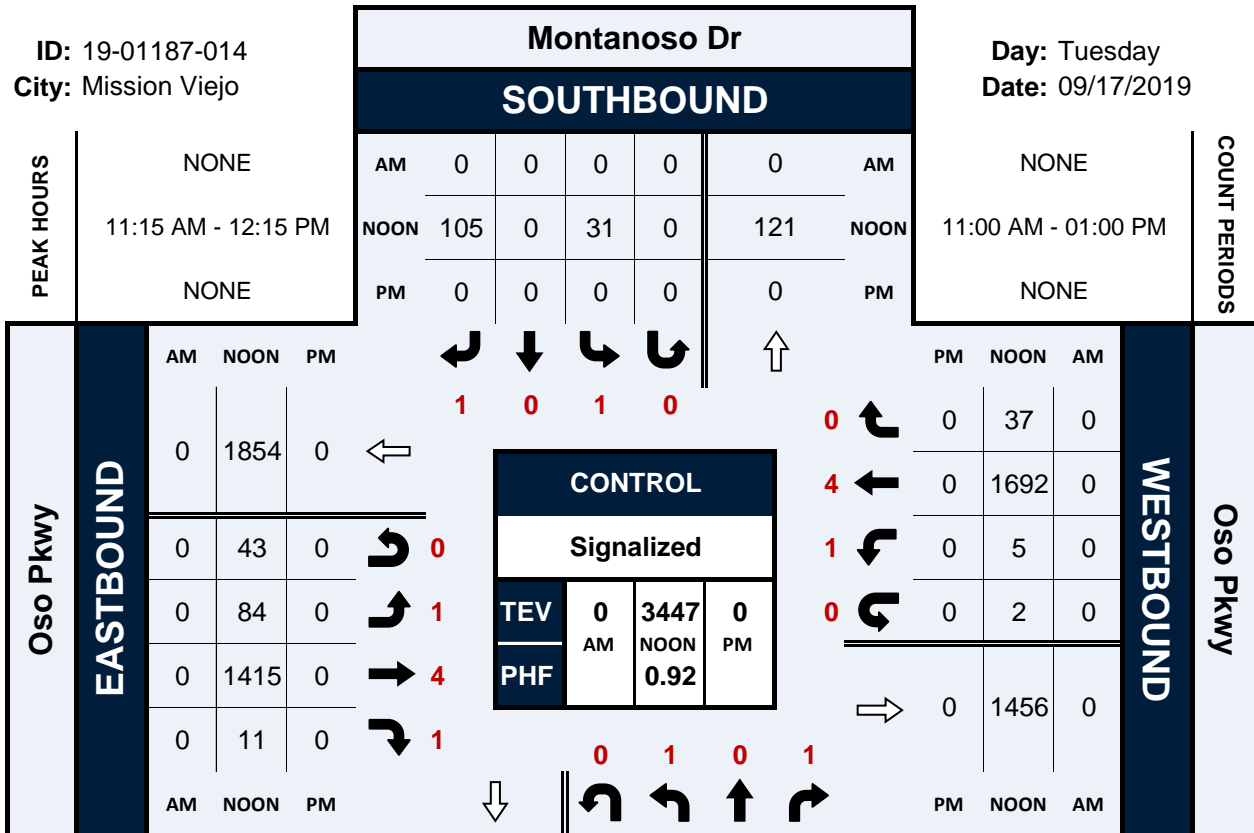 ID: 19-01187-014
City: Mission Viejo
Montanoso Dr
SOUTHBOUND
Day: Tuesday
Date: 09/17/2019
PEAK HOURS
NONE
11:15 AM - 12:15 PM
NONE
AM 0 0 0 0 0 AM
NOON 105 0 31 0 121 NOON
PM 0 0 0 0 0 PM
NONE
11:00 AM - 01:00 PM
NONE
COUNT PERIODS
1 0 1 0
Oso Pkwy
EASTBOUND
AM NOON PM
0 1854 0
0 43 0 0
0 84 0 1
0 1415 0 4
0 11 0 1
AM NOON PM
CONTROL
Signalized
TEV 0 3447 0
AM NOON PM
PHF 0.92
PM NOON AM
0 0 37 0
4 0 1692 0
1 0 5 0
0 0 2 0
0 1456 0
PM NOON AM
WESTBOUND
Oso Pkwy
0 1 0 1